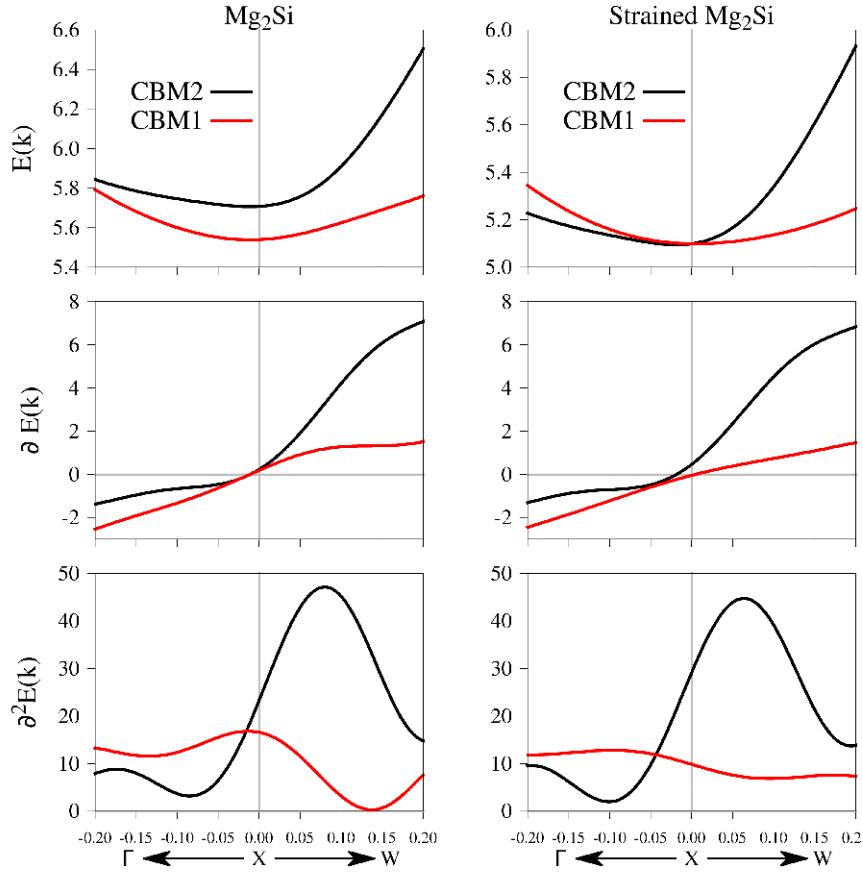 Mg₂Si
Strained Mg₂Si
E(k)
6.6
6.4
6.2
6.0
5.8
5.6
5.4
CBM2
CBM1
6.0
5.8
5.6
5.4
5.2
5.0
CBM2
CBM1
∂ E(k)
8
6
4
2
0
-2
8
6
4
2
0
-2
∂²E(k)
50
40
30
20
10
0
50
40
30
20
10
0
-0.20 -0.15 -0.10 -0.05 0.00 0.05 0.10 0.15 0.20
-0.20 -0.15 -0.10 -0.05 0.00 0.05 0.10 0.15 0.2
Γ X W
Γ X W